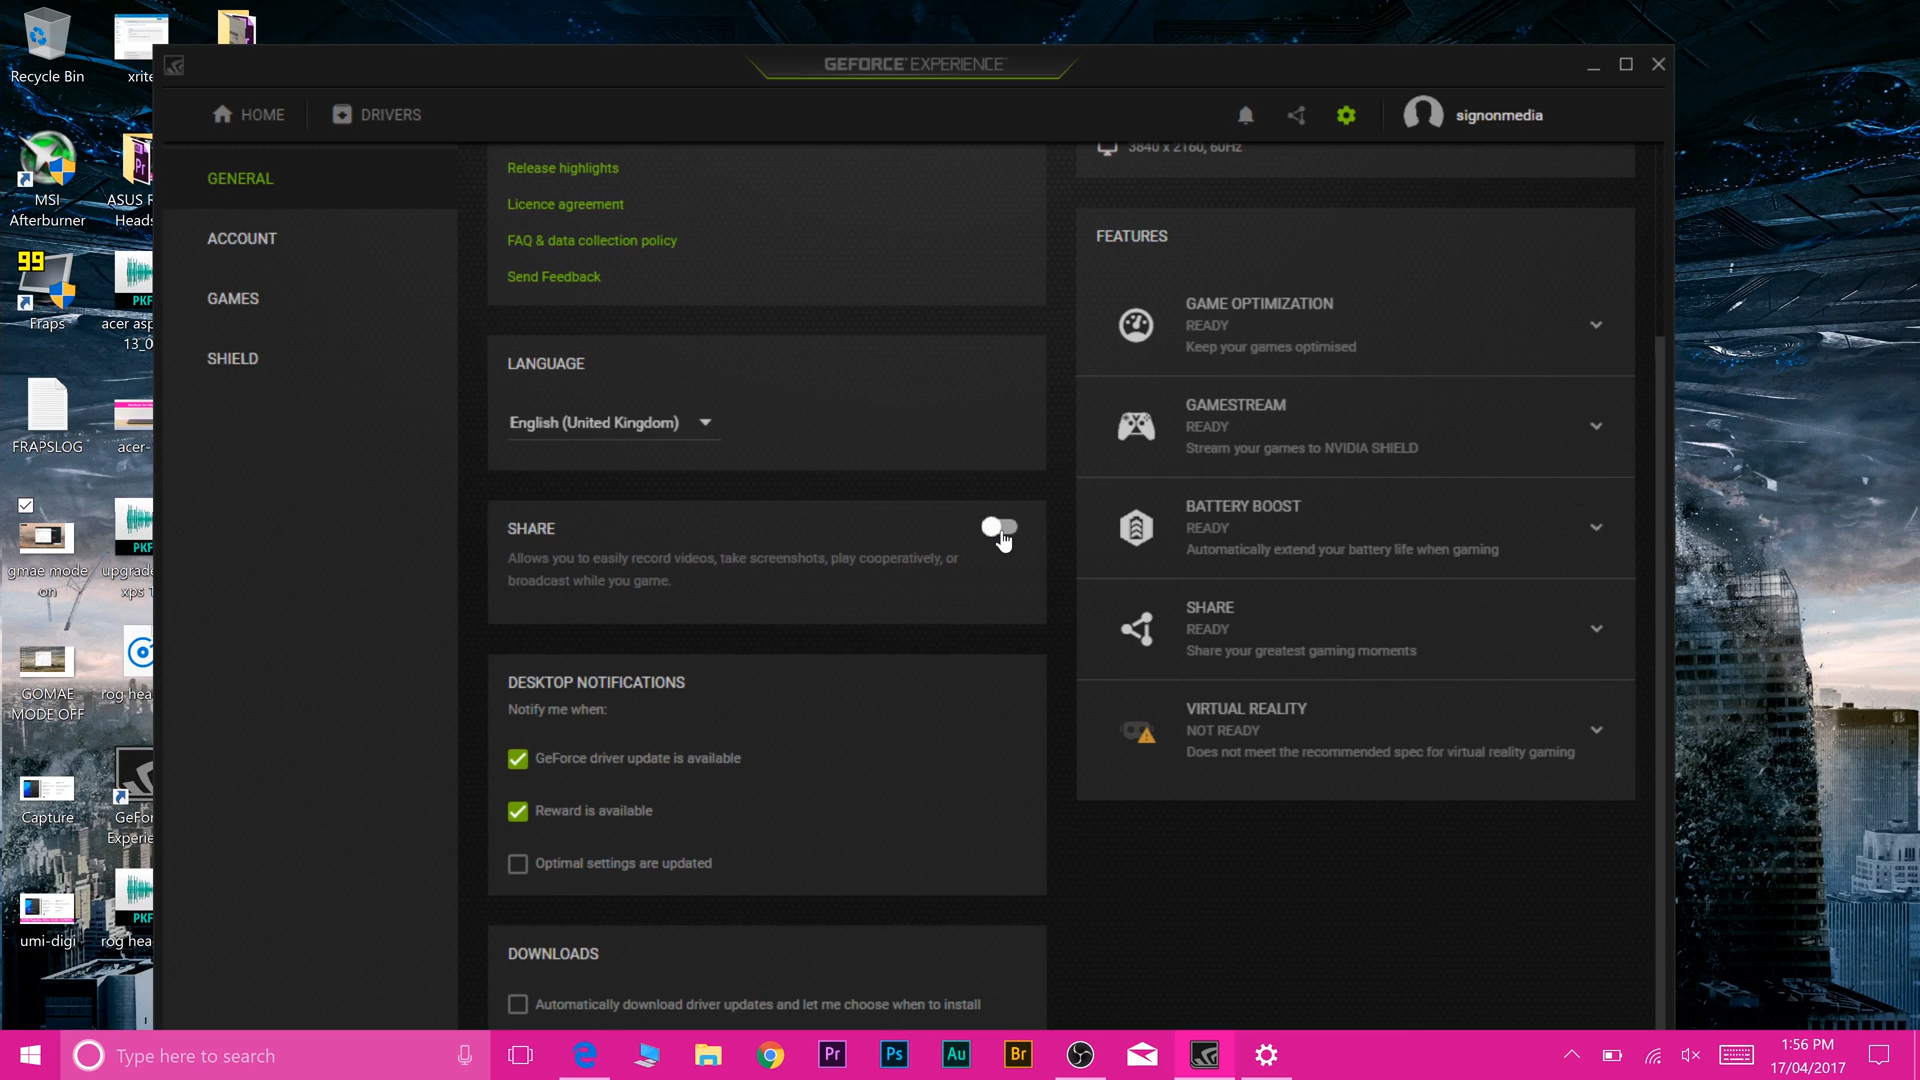 Recycle Bin
xrite
MSI
Afterburner
ASUS R
Heads
99
Fraps
PKF
acer asp
13_0
FRAPSLOG
acer-
PKF
gmae mode
on
upgrade
xps 1
GOMAE
MODE OFF
rog hea
Capture
GeFor
Experie
PKF
umi-digi
rog hea
GEFORCE EXPERIENCE
HOME
DRIVERS
signonmedia
GENERAL
ACCOUNT
GAMES
SHIELD
Release highlights
Licence agreement
FAQ & data collection policy
Send Feedback
LANGUAGE
English (United Kingdom)
SHARE
Allows you to easily record videos, take screenshots, play cooperatively, or
broadcast while you game.
DESKTOP NOTIFICATIONS
Notify me when:
GeForce driver update is available
Reward is available
Optimal settings are updated
DOWNLOADS
Automatically download driver updates and let me choose when to install
3840 x 2160, 60Hz
FEATURES
GAME OPTIMIZATION
READY
Keep your games optimised
GAMESTREAM
READY
Stream your games to NVIDIA SHIELD
BATTERY BOOST
READY
Automatically extend your battery life when gaming
SHARE
READY
Share your greatest gaming moments
VIRTUAL REALITY
NOT READY
Does not meet the recommended spec for virtual reality gaming
Type here to search
Pr
Ps
Au
Br
1:56 PM
17/04/2017